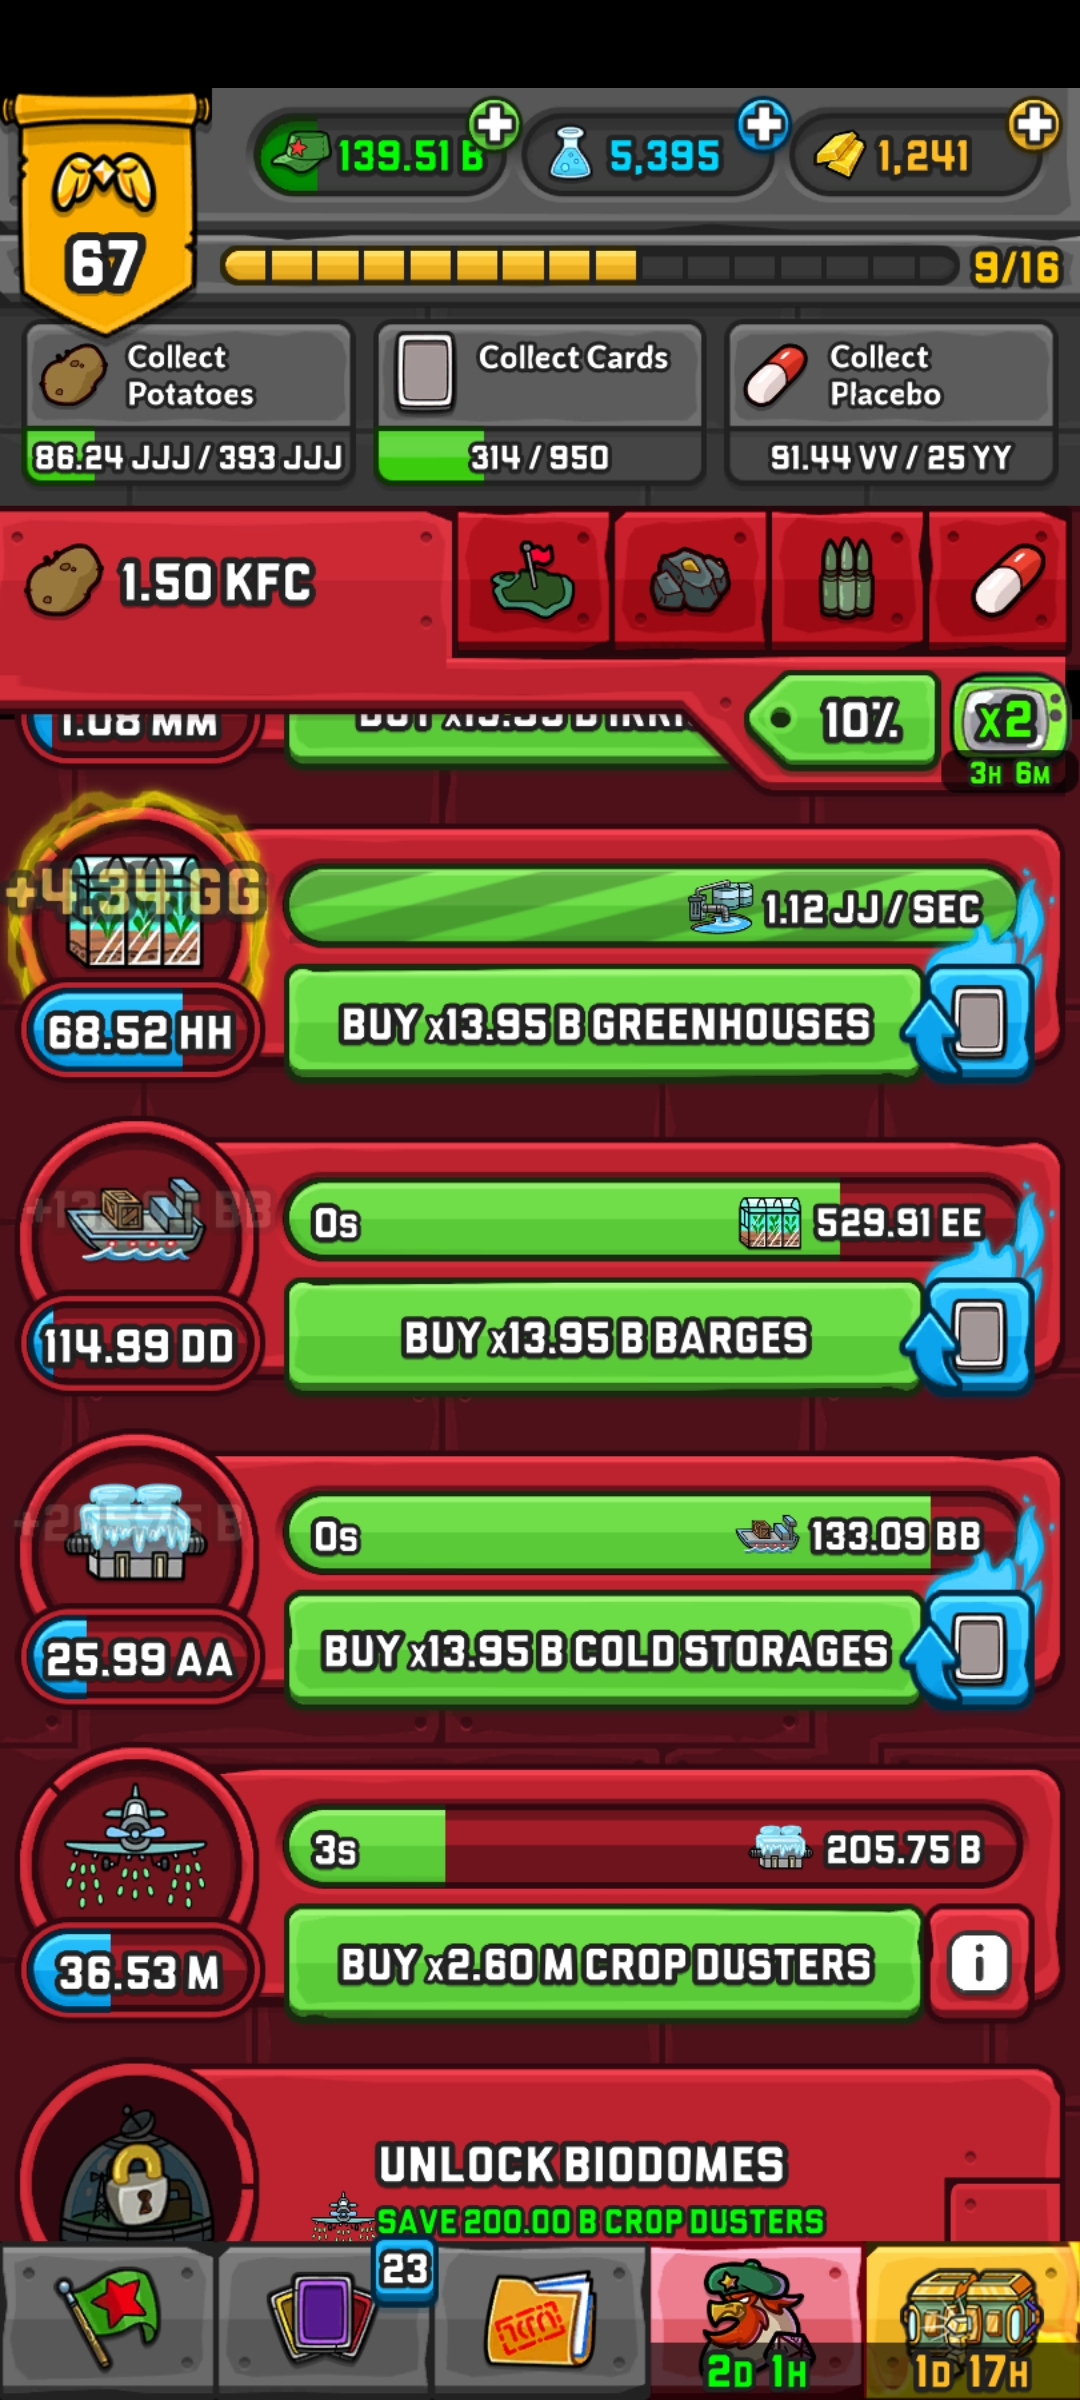 139.51 B
5,395
1,241
67
9/16
Collect
Potatoes
86.24 JJJ / 393 JJJ
Collect Cards
314 / 950
Collect
Placebo
91.44 VV / 25 YY
1.50 KFC
10%
X2
3H 6M
1.08 MM
+4.34 GG
1.12 JJ / SEC
68.52 HH
BUY x13.95 B GREENHOUSES
0s
529.91 EE
114.99 DD
BUY x13.95 B BARGES
0s
133.09 BB
25.99 AA
BUY x13.95 B COLD STORAGES
3s
205.75 B
36.53 M
BUY x2.60 M CROP DUSTERS
i
UNLOCK BIODOMES
SAVE 200.00 B CROP DUSTERS
23
2D 1H
1D 17H